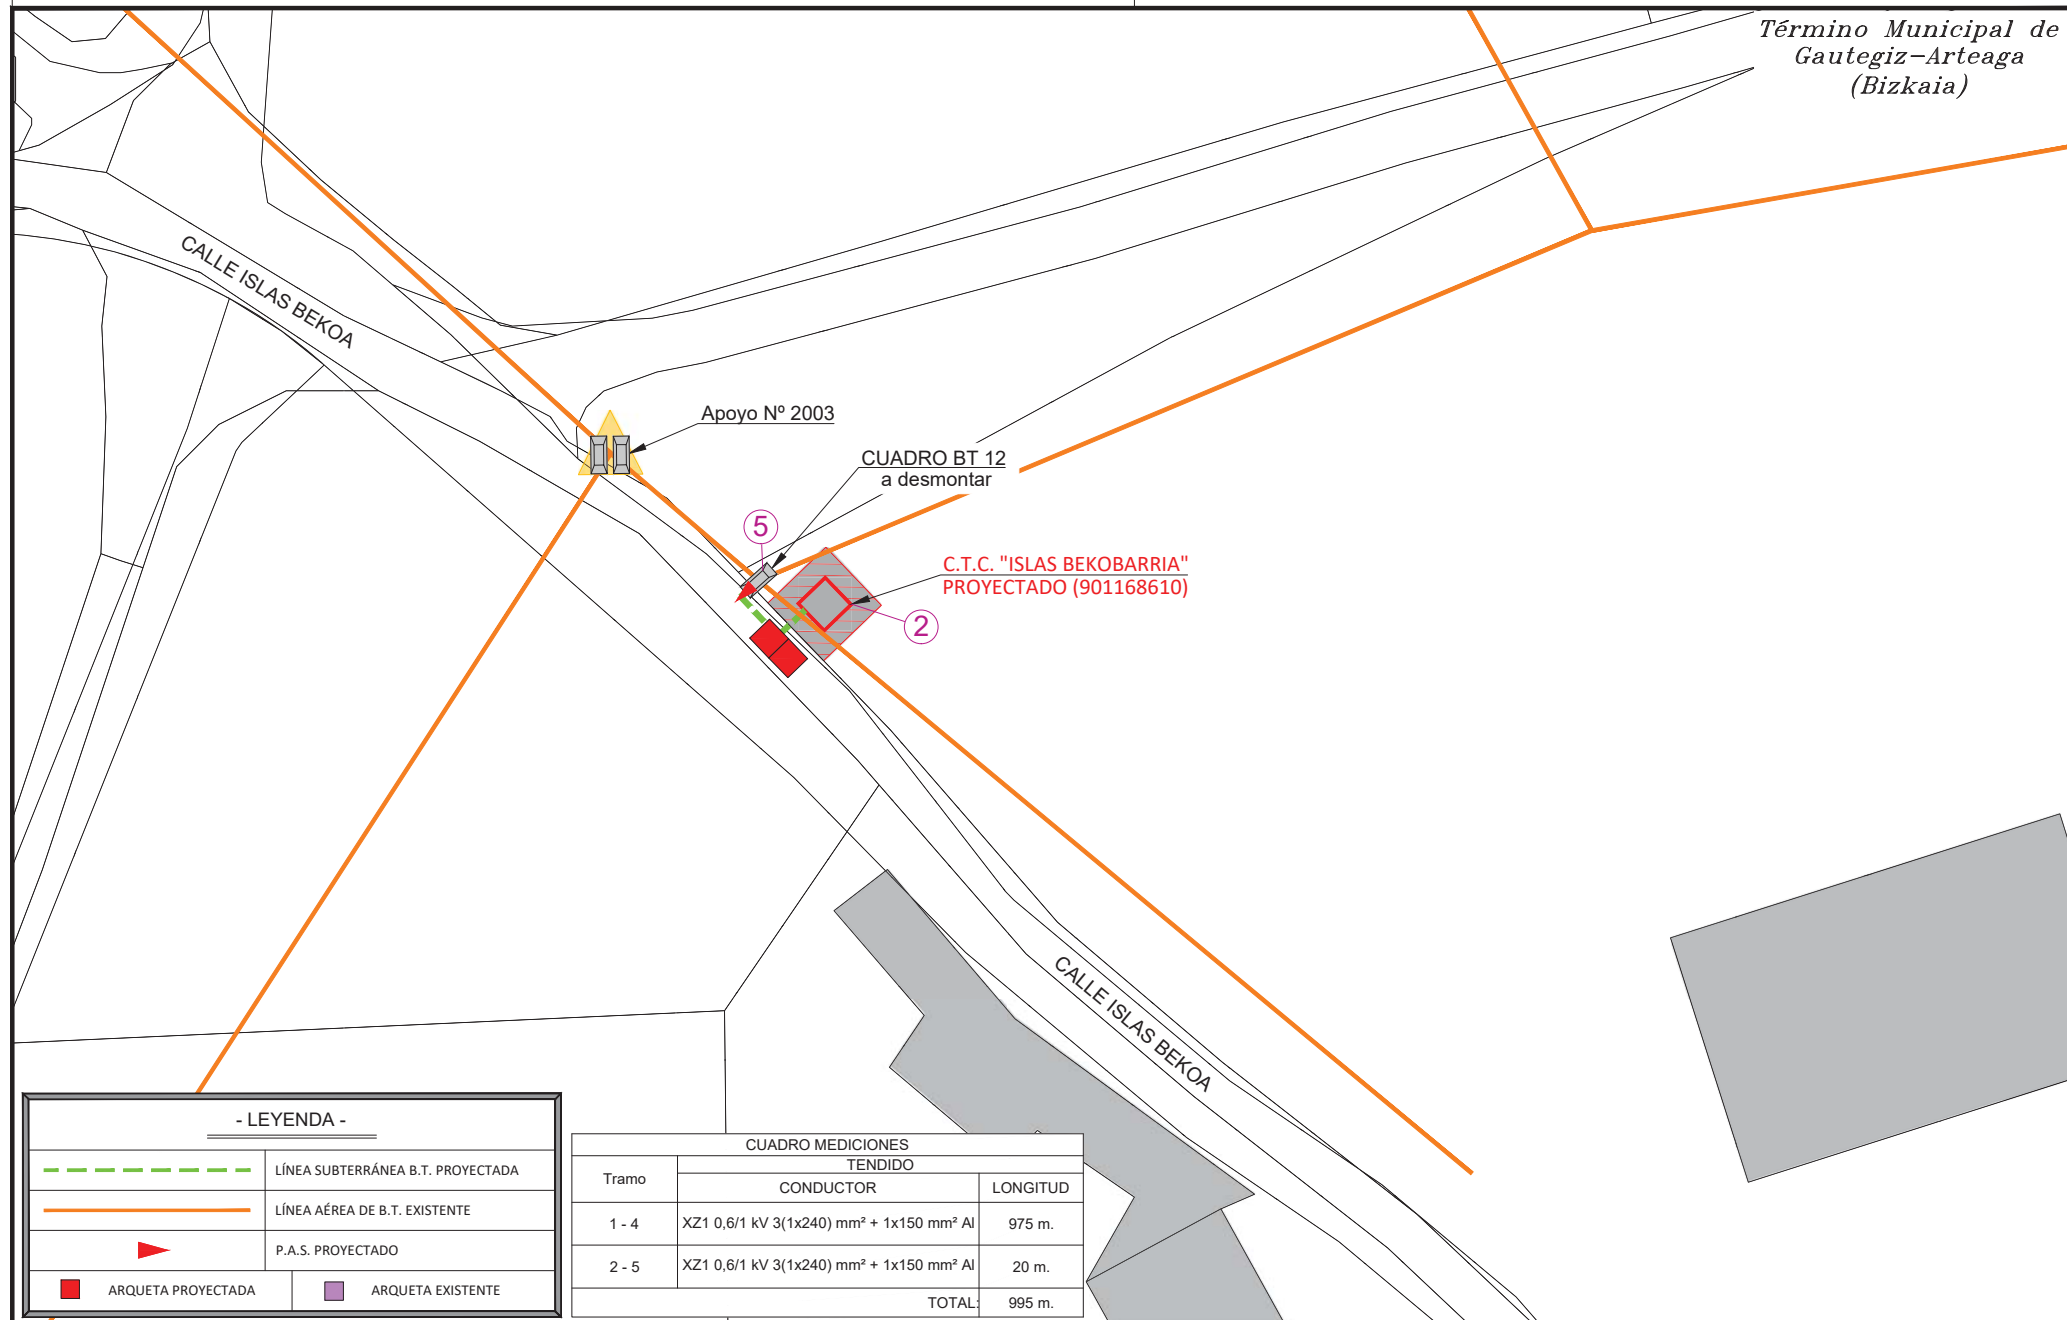 Término Municipal de
Gautegiz-Arteaga
(Bizkaia)
CALLE ISLAS BEKOA
Apoyo Nº 2003
CUADRO BT 12
a desmontar
5
C.T.C. "ISLAS BEKOBARRIA"
PROYECTADO (901168610)
2
CALLE ISLAS BEKOA
- LEYENDA -
LÍNEA SUBTERRÁNEA B.T. PROYECTADA
LÍNEA AÉREA DE B.T. EXISTENTE
P.A.S. PROYECTADO
ARQUETA PROYECTADA ARQUETA EXISTENTE
CUADRO MEDICIONES
Tramo TENDIDO
CONDUCTOR LONGITUD
1 - 4 XZ1 0,6/1 kV 3(1x240) mm² + 1x150 mm² Al 975 m.
2 - 5 XZ1 0,6/1 kV 3(1x240) mm² + 1x150 mm² Al 20 m.
TOTAL: 995 m.